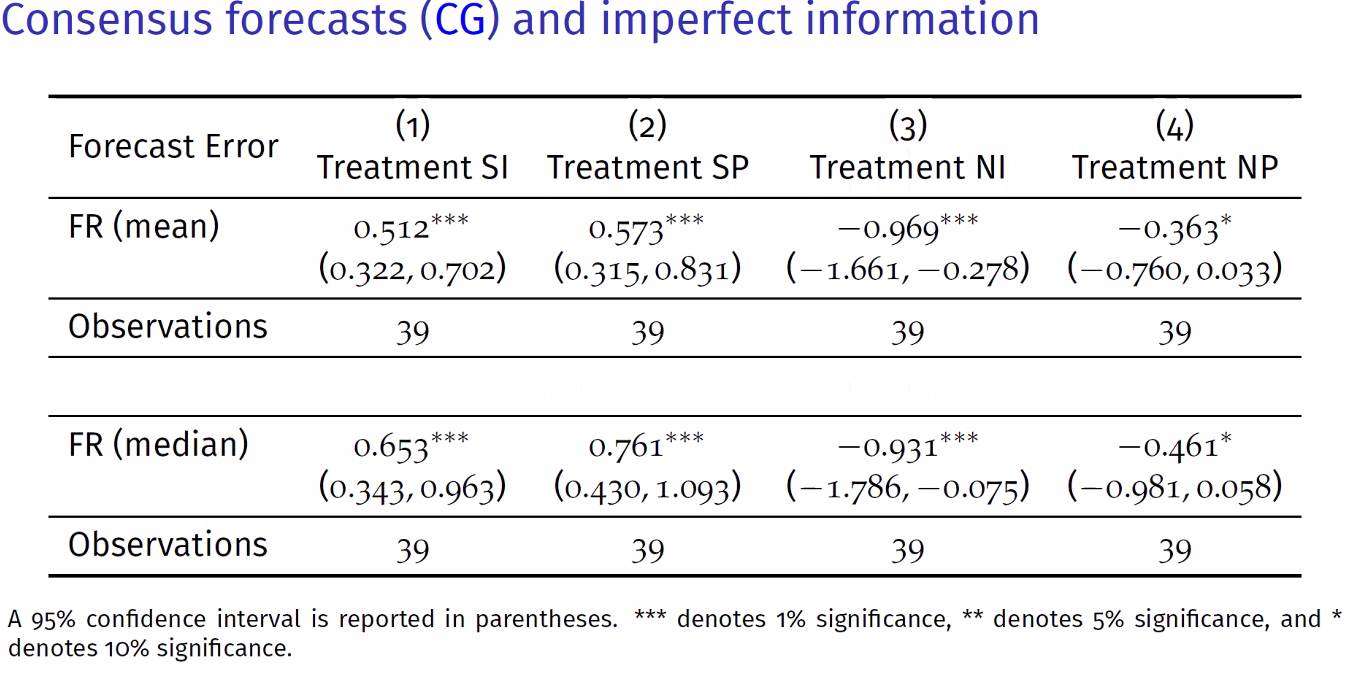 Consensus forecasts (CG) and imperfect information
Forecast Error (1) (2) (3) (4)
Treatment SI Treatment SP Treatment NI Treatment NP
FR (mean) 0.512*** 0.573*** −0.969*** −0.363*
(0.322, 0.702) (0.315, 0.831) (−1.661, −0.278) (−0.760, 0.033)
Observations 39 39 39 39
FR (median) 0.653*** 0.761*** −0.931*** −0.461*
(0.343, 0.963) (0.430, 1.093) (−1.786, −0.075) (−0.981, 0.058)
Observations 39 39 39 39
A 95% confidence interval is reported in parentheses. *** denotes 1% significance, ** denotes 5% significance, and *
denotes 10% significance.